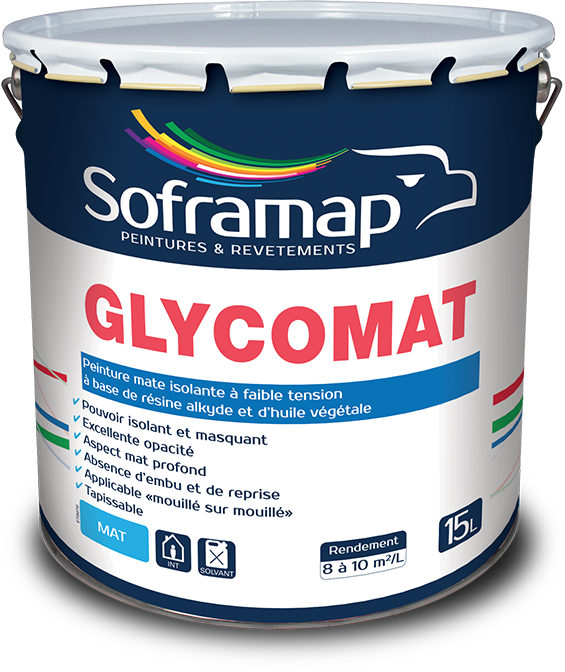 Soframap
PEINTURES & REVETEMENTS
GLYCOMAT
Peinture mate isolante à faible tension
à base de résine alkyde et d'huile végétale
Pouvoir isolant et masquant
Excellente opacité
Aspect mat profond
Absence d'embu et de reprise
Applicable «mouillé sur mouillé»
Tapissable
MAT
INT
SOLVANT
Rendement
8 à 10 m²/L
15L